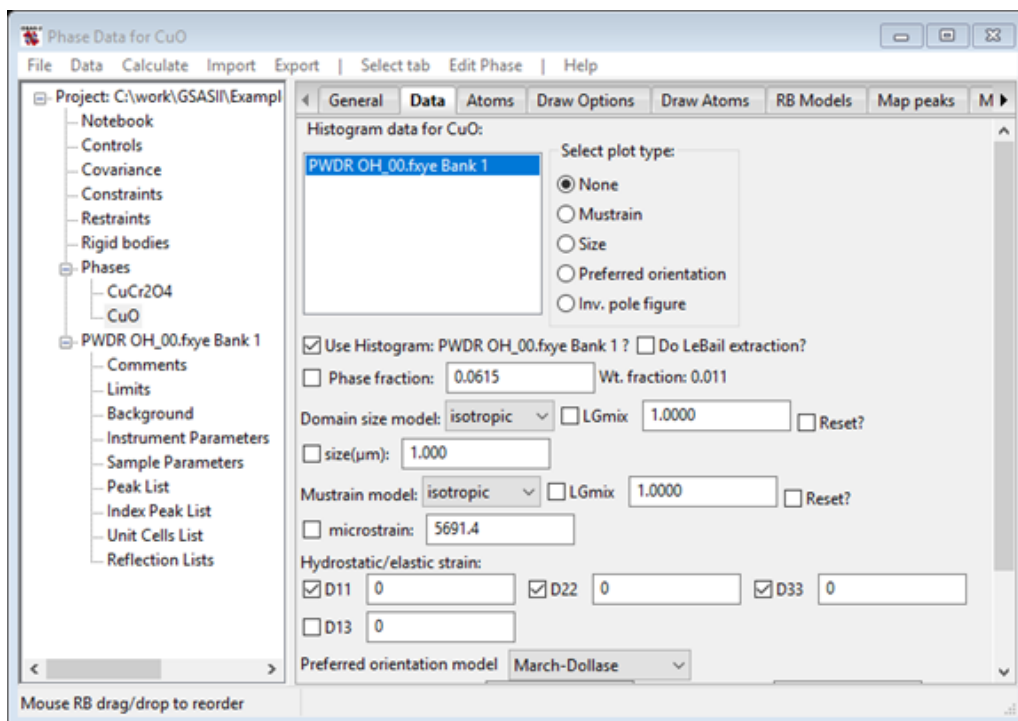 Phase Data for CuO
File Data Calculate Import Export | Select tab Edit Phase | Help
Project: C:\work\GSASII\Exampl
Notebook
Controls
Covariance
Constraints
Restraints
Rigid bodies
Phases
CuCr2O4
CuO
PWDR OH_00.fxye Bank 1
Comments
Limits
Background
Instrument Parameters
Sample Parameters
Peak List
Index Peak List
Unit Cells List
Reflection Lists
General Data Atoms Draw Options Draw Atoms RB Models Map peaks M
Histogram data for CuO:
PWDR OH_00.fxye Bank 1
Select plot type:
None
Mustrain
Size
Preferred orientation
Inv. pole figure
Use Histogram: PWDR OH_00.fxye Bank 1 ? Do LeBail extraction?
Phase fraction: 0.0615 Wt. fraction: 0.011
Domain size model: isotropic LGmix 1.0000 Reset?
size(μm): 1.000
Mustrain model: isotropic LGmix 1.0000 Reset?
microstrain: 5691.4
Hydrostatic/elastic strain:
D11 0 D22 0 D33 0
D13 0
Preferred orientation model March-Dollase
Mouse RB drag/drop to reorder